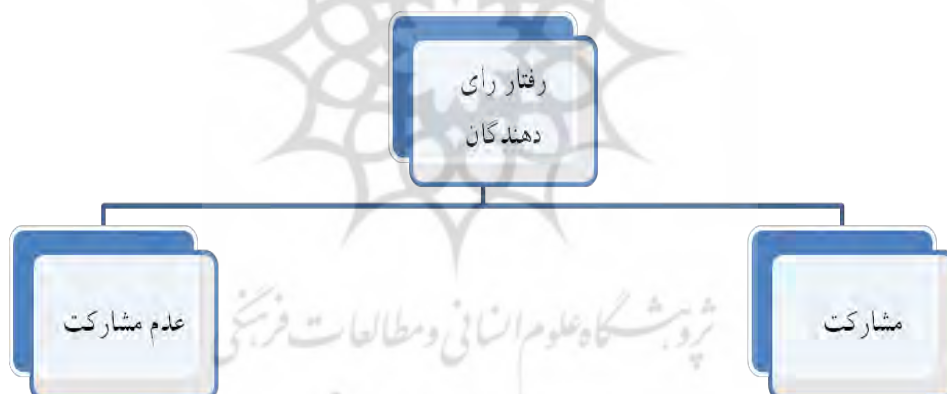 رفتار رای
دهندگان
مشارکت
عدم مشارکت
پژوهشگاه علوم انسانی و مطالعات فرهنگی